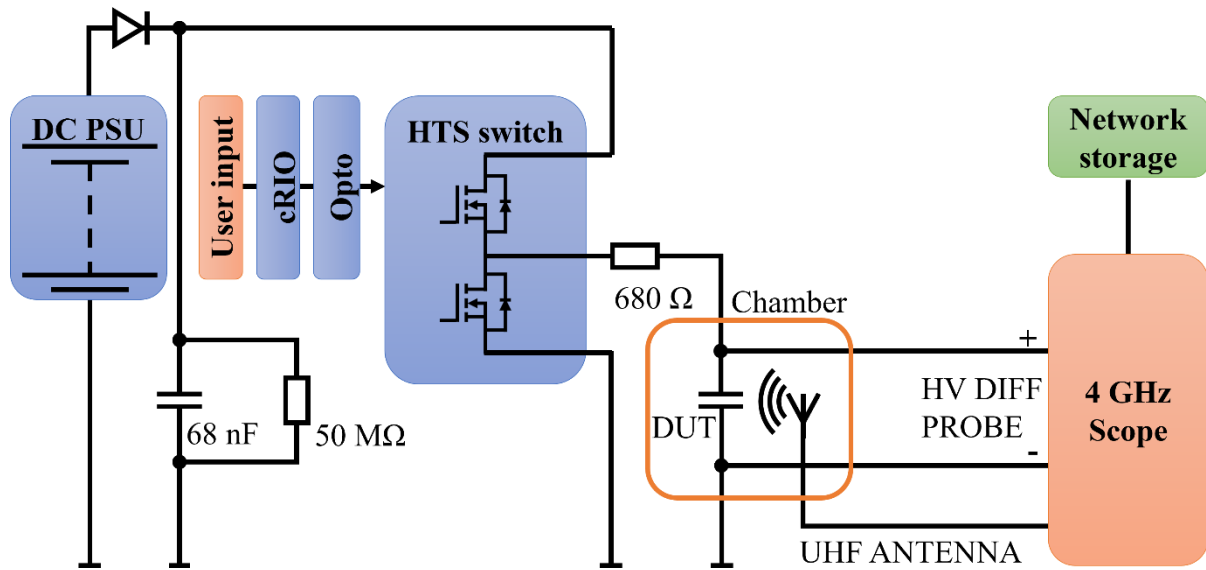 DC PSU
User input
cRIO
Opto
HTS switch
680 Ω
68 nF
50 MΩ
Chamber
DUT
+
HV DIFF
PROBE
-
UHF ANTENNA
4 GHz
Scope
Network
storage